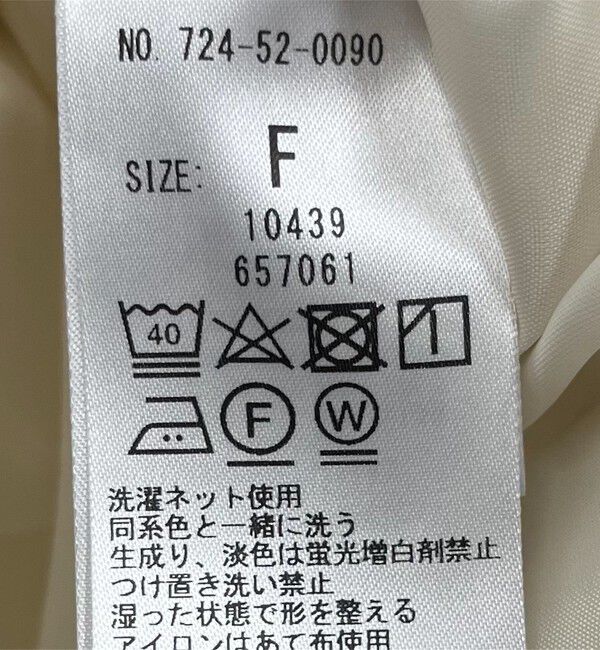 NO. 724-52-0090
SIZE: F
10439
657061
40
F W
洗濯ネット使用
同系色と一緒に洗う
生成り、淡色は蛍光増白剤禁止
つけ置き洗い禁止
湿った状態で形を整える
アイロンはあて布使用